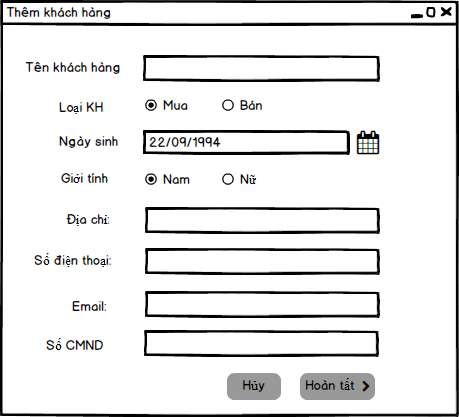 Thêm khách hàng
Tên khách hàng
Loại KH Mua Bán
Ngày sinh 22/09/1994
Giới tính Nam Nữ
Địa chỉ:
Số điện thoại:
Email:
Số CMND
Hủy Hoàn tất